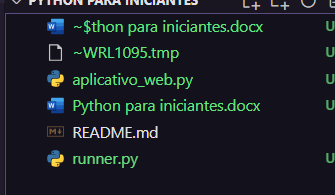 PYTHON PARA INICIANTES
~$thon para iniciantes.docx U
~WRL1095.tmp
aplicativo_web.py U
Python para iniciantes.docx U
README.md
runner.py U